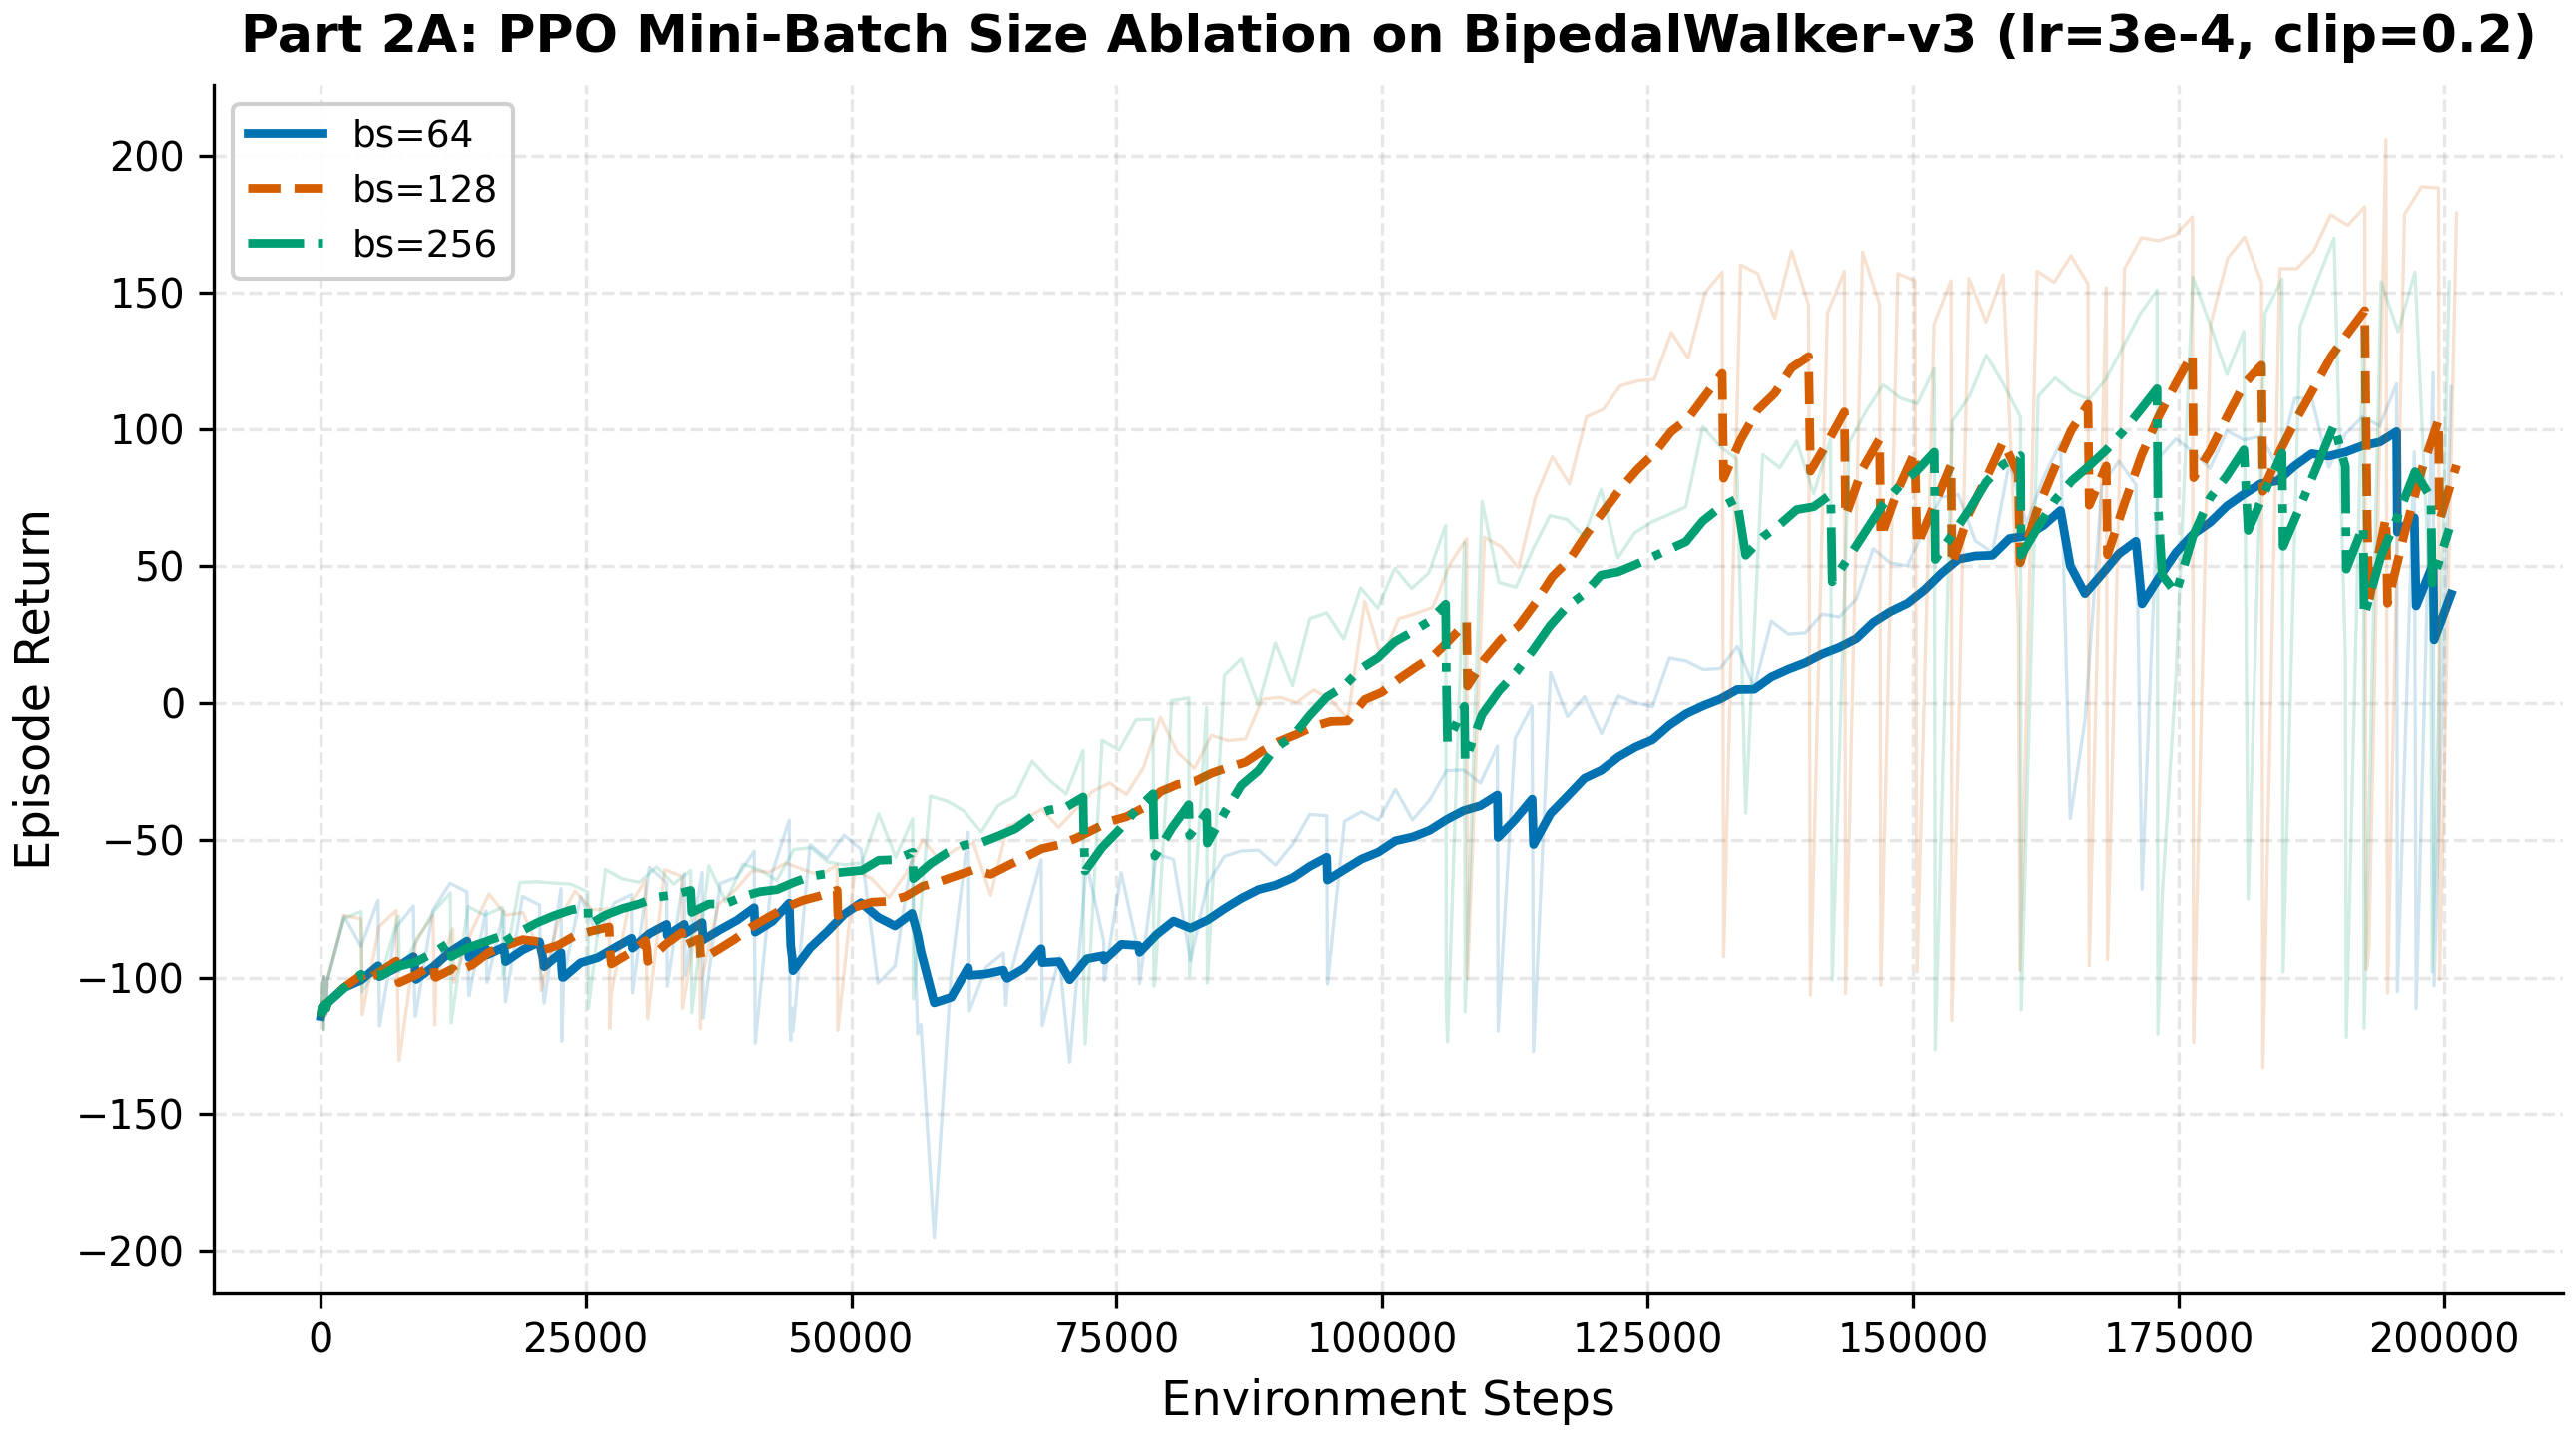 Part 2A: PPO Mini-Batch Size Ablation on BipedalWalker-v3 (lr=3e-4, clip=0.2)
bs=64
bs=128
bs=256
Episode Return
200
150
100
50
0
−50
−100
−150
−200
0 25000 50000 75000 100000 125000 150000 175000 200000
Environment Steps